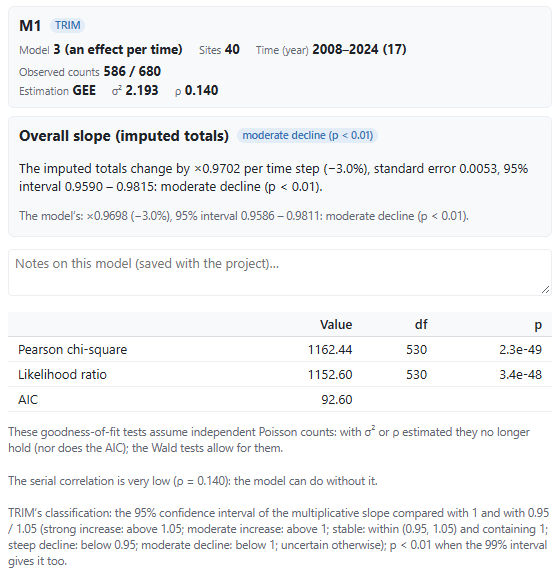 M1 TRIM
Model 3 (an effect per time) Sites 40 Time (year) 2008–2024 (17)
Observed counts 586 / 680
Estimation GEE σ² 2.193 ρ 0.140
Overall slope (imputed totals) moderate decline (p < 0.01)
The imputed totals change by ×0.9702 per time step (−3.0%), standard error 0.0053, 95%
interval 0.9590 – 0.9815: moderate decline (p < 0.01).
The model's: ×0.9698 (−3.0%), 95% interval 0.9586 – 0.9811: moderate decline (p < 0.01).
Notes on this model (saved with the project)...
Value df p
Pearson chi-square 1162.44 530 2.3e-49
Likelihood ratio 1152.60 530 3.4e-48
AIC 92.60
These goodness-of-fit tests assume independent Poisson counts: with σ² or ρ estimated they no longer
hold (nor does the AIC); the Wald tests allow for them.
The serial correlation is very low (ρ = 0.140): the model can do without it.
TRIM's classification: the 95% confidence interval of the multiplicative slope compared with 1 and with 0.95
/ 1.05 (strong increase: above 1.05; moderate increase: above 1; stable: within (0.95, 1.05) and containing 1;
steep decline: below 0.95; moderate decline: below 1; uncertain otherwise); p < 0.01 when the 99% interval
gives it too.